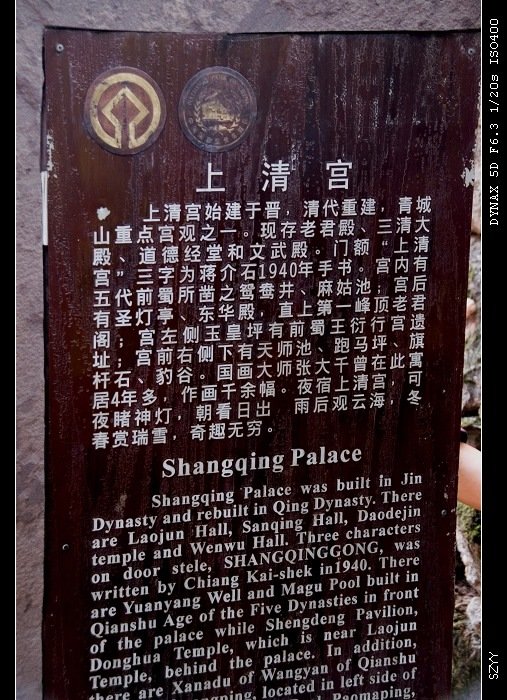 上清宫
上清宫始建于晋，清代重建，青城
山重点宫观之一。现存老君殿、三清大
殿、道德经堂和文武殿。门额“上清
宫”三字为蒋介石1940年手书。宫内有
五代前蜀所凿之鸳鸯井、麻姑池；宫后
有圣灯亭、东华殿，直上第一峰顶老君
阁；宫左侧玉皇坪有前蜀王衍行宫遗
址；宫前右侧下有天师池、跑马坪、旗
杆石、豹谷。国画大师张大千曾在此寓
居4年多，作画千余幅。夜宿上清宫，可
夜睹神灯，朝看日出　雨后观云海，冬
春赏瑞雪，奇趣无穷。
Shangqing Palace
Shangqing Palace was built in Jin
Dynasty and rebuilt in Qing Dynasty. There
are Laojun Hall, Sanqing Hall, Daodejin
temple and Wenwu Hall. Three characters
on door stele, SHANGQINGGONG, was
written by Chiang Kai-shek in1940. There
are Yuanyang Well and Magu Pool built in
Qianshu Age of the Five Dynasties in front
of the palace while Shengdeng Pavilion,
Donghua Temple, which is near Laojun
Temple, behind the palace. In addition,
there are Xanadu of Wangyan of Qianshu
located in left side of
Paomaping,
DYNAX 5D F6.3 1/20s ISO400
SZYY